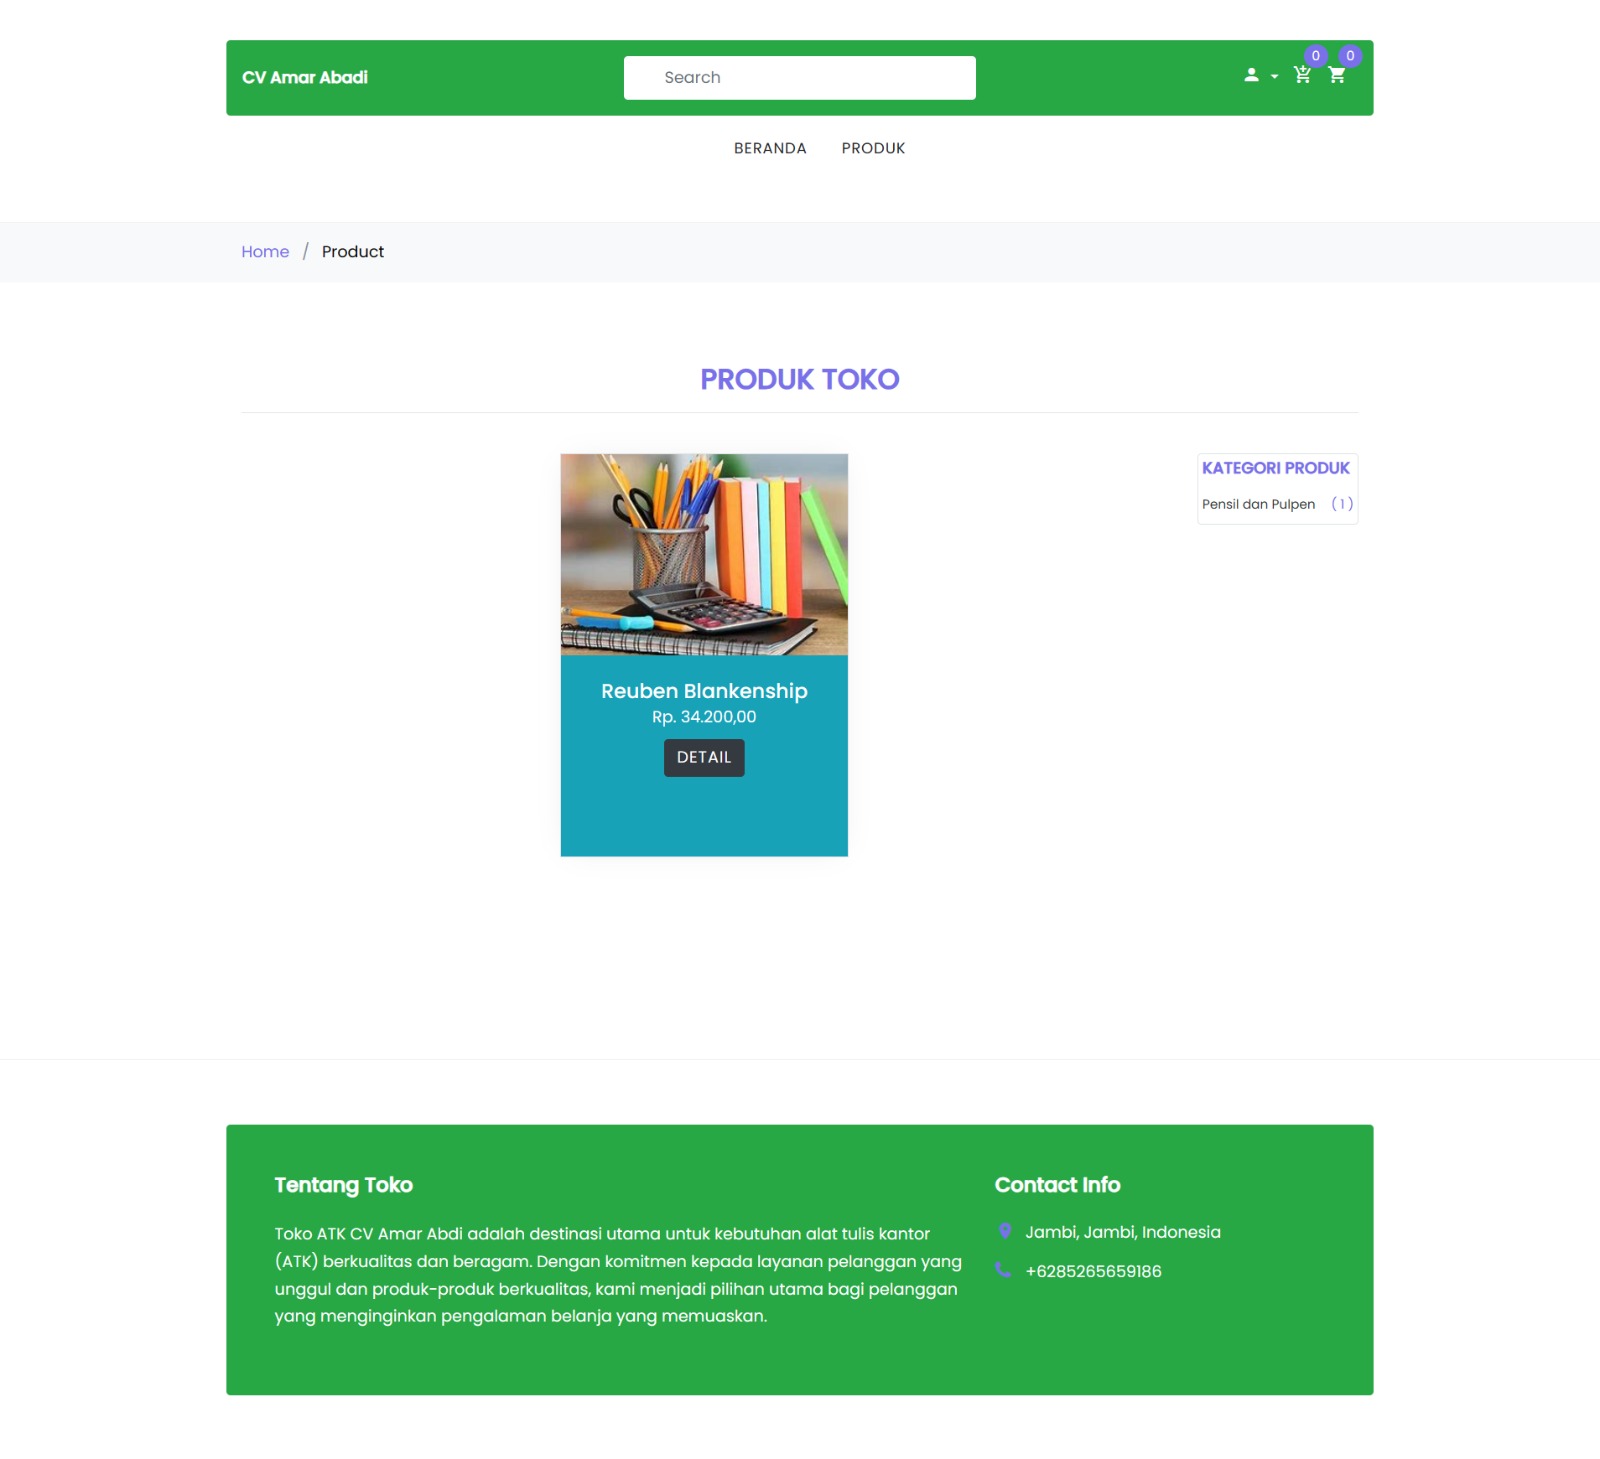 CV Amar Abadi
Search
0
0
BERANDA
PRODUK
Home / Product
PRODUK TOKO
KATEGORI PRODUK
Pensil dan Pulpen ( 1 )
Reuben Blankenship
Rp. 34.200,00
DETAIL
Tentang Toko
Toko ATK CV Amar Abdi adalah destinasi utama untuk kebutuhan alat tulis kantor
(ATK) berkualitas dan beragam. Dengan komitmen kepada layanan pelanggan yang
unggul dan produk-produk berkualitas, kami menjadi pilihan utama bagi pelanggan
yang menginginkan pengalaman belanja yang memuaskan.
Contact Info
Jambi, Jambi, Indonesia
+6285265659186